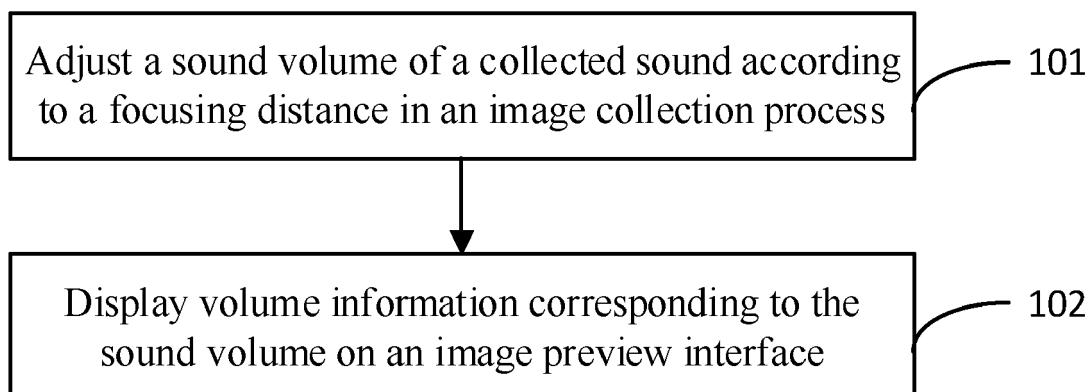 Adjust a sound volume of a collected sound according
to a focusing distance in an image collection process
101
Display volume information corresponding to the
sound volume on an image preview interface
102